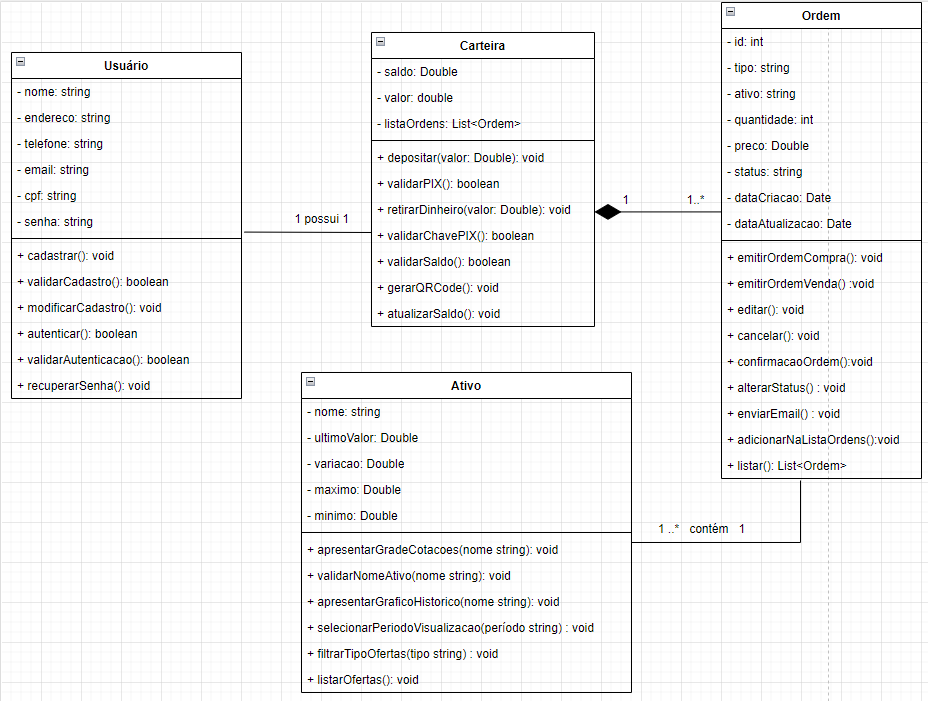 Usuário
- nome: string
- endereco: string
- telefone: string
- email: string
- cpf: string
- senha: string
+ cadastrar(): void
+ validarCadastro(): boolean
+ modificarCadastro(): void
+ autenticar(): boolean
+ validarAutenticacao(): boolean
+ recuperarSenha(): void
1 possui 1
Carteira
- saldo: Double
- valor: double
- listaOrdens: List<Ordem>
+ depositar(valor: Double): void
+ validarPIX(): boolean
+ retirarDinheiro(valor: Double): void
+ validarChavePIX(): boolean
+ validarSaldo(): boolean
+ gerarQRCode(): void
+ atualizarSaldo(): void
1 1..*
Ordem
- id: int
- tipo: string
- ativo: string
- quantidade: int
- preco: Double
- status: string
- dataCriacao: Date
- dataAtualizacao: Date
+ emitirOrdemCompra(): void
+ emitirOrdemVenda() :void
+ editar(): void
+ cancelar(): void
+ confirmacaoOrdem():void
+ alterarStatus() : void
+ enviarEmail() : void
+ adicionarNaListaOrdens():void
+ listar(): List<Ordem>
1 ..* contém 1
Ativo
- nome: string
- ultimoValor: Double
- variacao: Double
- maximo: Double
- minimo: Double
+ apresentarGradeCotacoes(nome string): void
+ validarNomeAtivo(nome string): void
+ apresentarGraficoHistorico(nome string): void
+ selecionarPeriodoVisualizacao(período string) : void
+ filtrarTipoOfertas(tipo string) : void
+ listarOfertas(): void